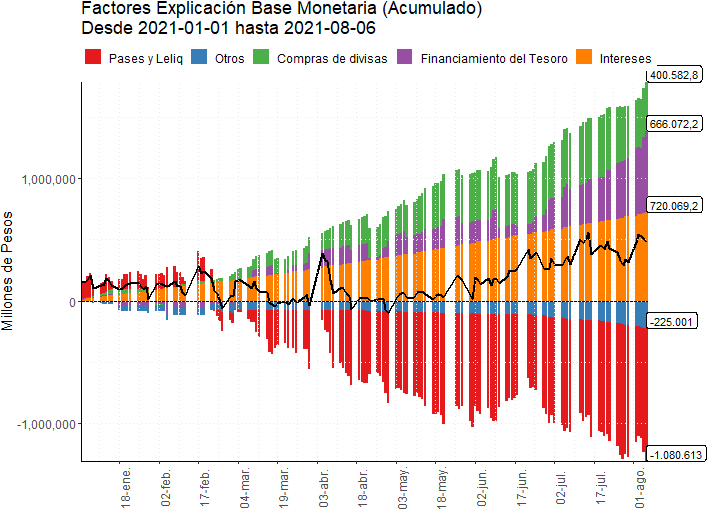 Factores Explicación Base Monetaria (Acumulado)
Desde 2021-01-01 hasta 2021-08-06
Pases y Leliq Otros Compras de divisas Financiamiento del Tesoro Intereses
400.582,8
666.072,2
1,000,000
720.069,2
Millones de Pesos
0
-225.001
-1,000,000
-1.080.613
18-ene. 02-feb. 17-feb. 04-mar. 19-mar. 03-abr. 18-abr. 03-may. 18-may. 02-jun. 17-jun. 02-jul. 17-jul. 01-ago.